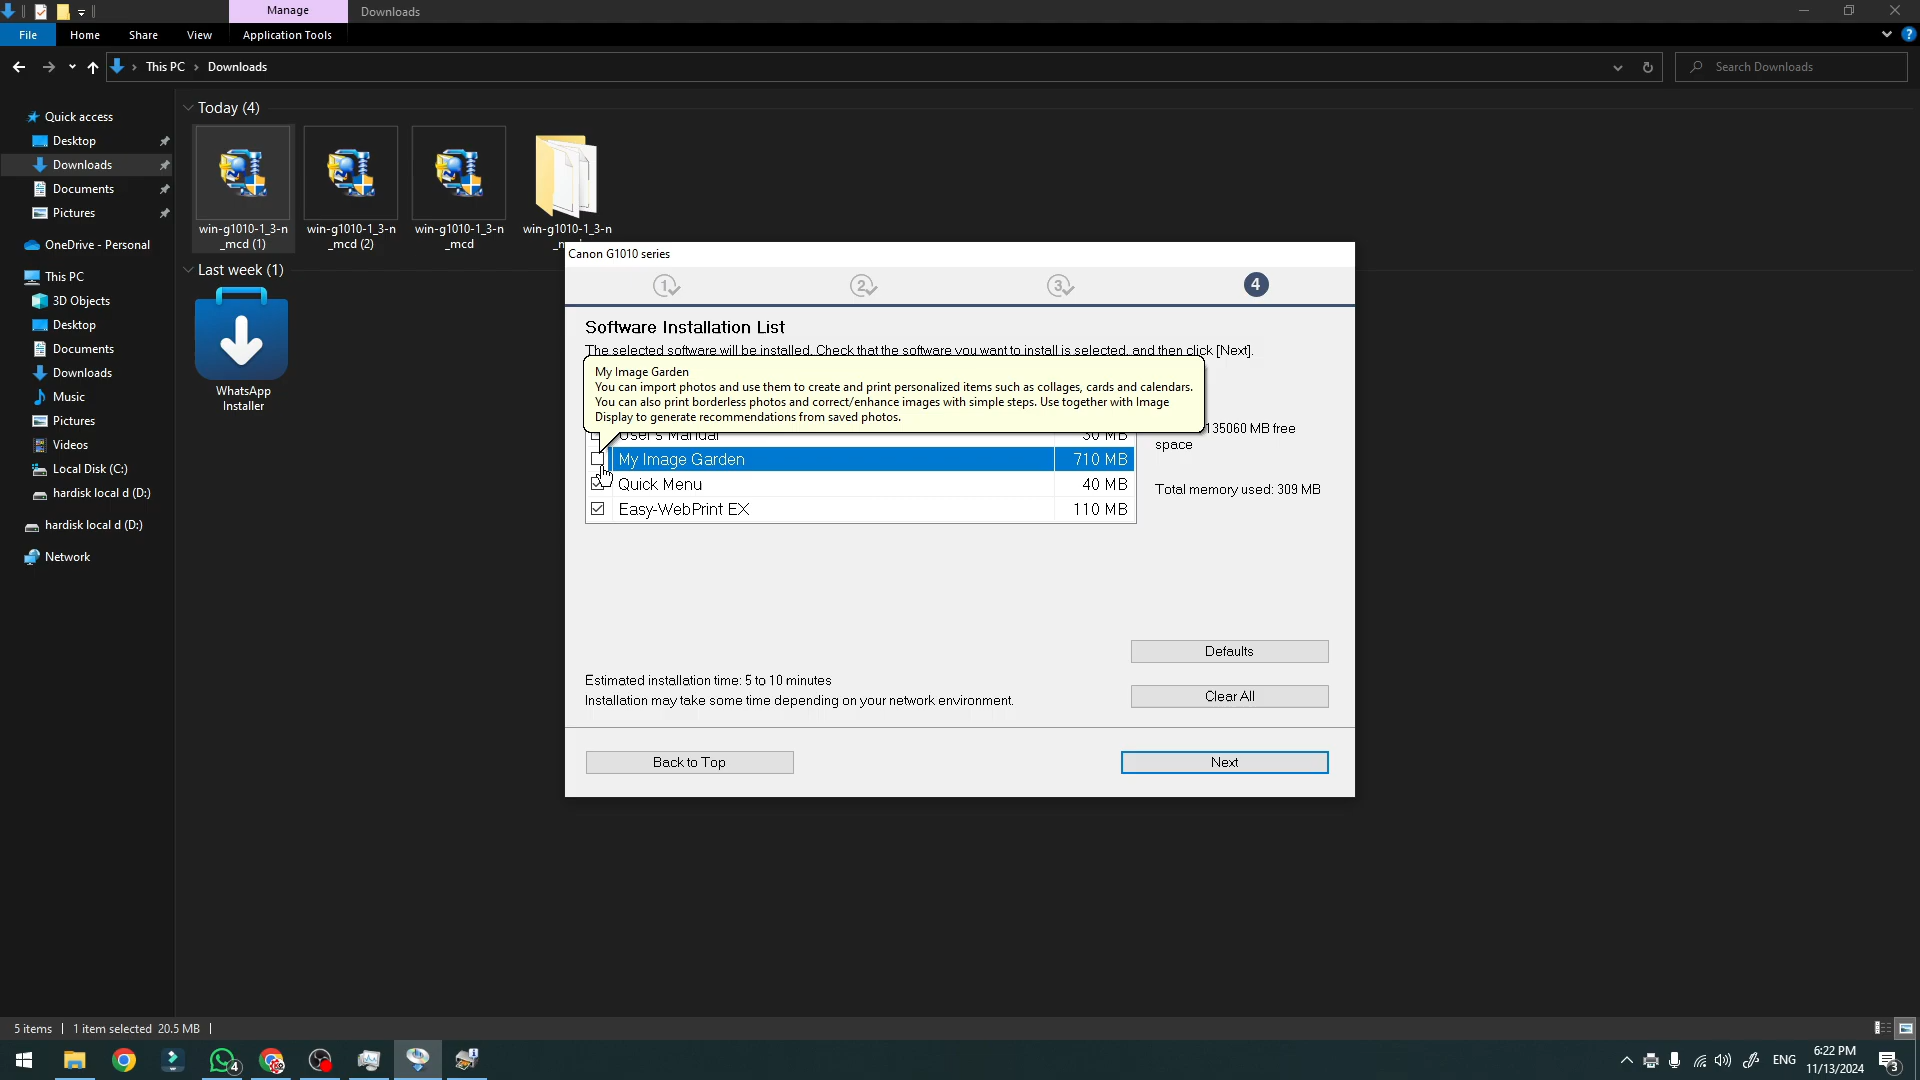 Manage
Downloads
File
Home
Share
View
Application Tools
This PC
Downloads
Search Downloads
Quick access
Desktop
Downloads
Documents
Pictures
OneDrive - Personal
This PC
3D Objects
Desktop
Documents
Downloads
Music
Pictures
Videos
Local Disk (C:)
hardisk local d (D:)
hardisk local d (D:)
Network
Today (4)
win-g1010-1_3-n
_mcd (1)
win-g1010-1_3-n
_mcd (2)
win-g1010-1_3-n
_mcd
win-g1010-1_3-n
Last week (1)
WhatsApp
Installer
Canon G1010 series
1
2
3
4
Software Installation List
The selected software will be installed. Check that the software you want to install is selected, and then click [Next].
My Image Garden
You can import photos and use them to create and print personalized items such as collages, cards and calendars.
You can also print borderless photos and correct/enhance images with simple steps. Use together with Image
Display to generate recommendations from saved photos.
User's Manual 30 MB
My Image Garden 710 MB
Quick Menu 40 MB
Easy-WebPrint EX 110 MB
135060 MB free
space
Total memory used: 309 MB
Defaults
Estimated installation time: 5 to 10 minutes
Installation may take some time depending on your network environment.
Clear All
Back to Top
Next
5 items
1 item selected 20.5 MB
4
ENG
6:22 PM
11/13/2024
3